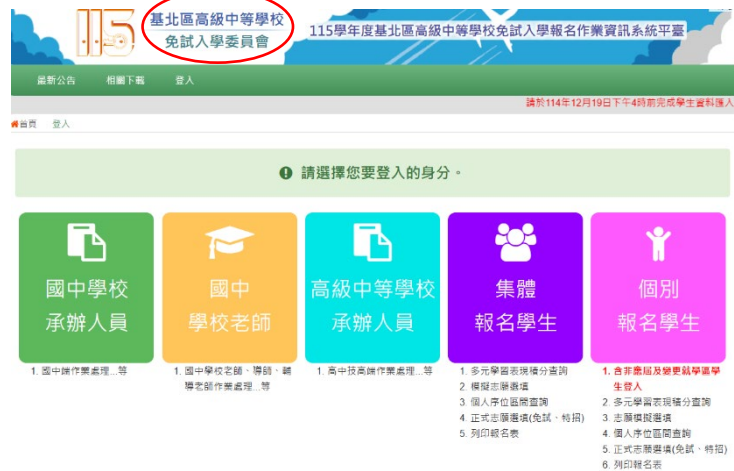 115
基北區高級中等學校
免試入學委員會
115學年度基北區高級中等學校免試入學報名作業資訊系統平臺
最新公告 相關下載 登入
請於114年12月19日下午4時前完成學生資料匯入
首頁 登入
請選擇您要登入的身分。
國中學校
承辦人員
1. 國中端作業處理...等
國中
學校老師
1. 國中學校老師、導師、輔
導老師作業處理...等
高級中等學校
承辦人員
1. 高中技高端作業處理...等
集體
報名學生
1. 多元學習表現積分查詢
2. 模擬志願選填
3. 個人序位區間查詢
4. 正式志願選填(免試、特招)
5. 列印報名表
個別
報名學生
1. 含非應屆及變更就學區學
生登入
2. 多元學習表現積分查詢
3. 志願模擬選填
4. 個人序位區間查詢
5. 正式志願選填(免試、特招)
6. 列印報名表